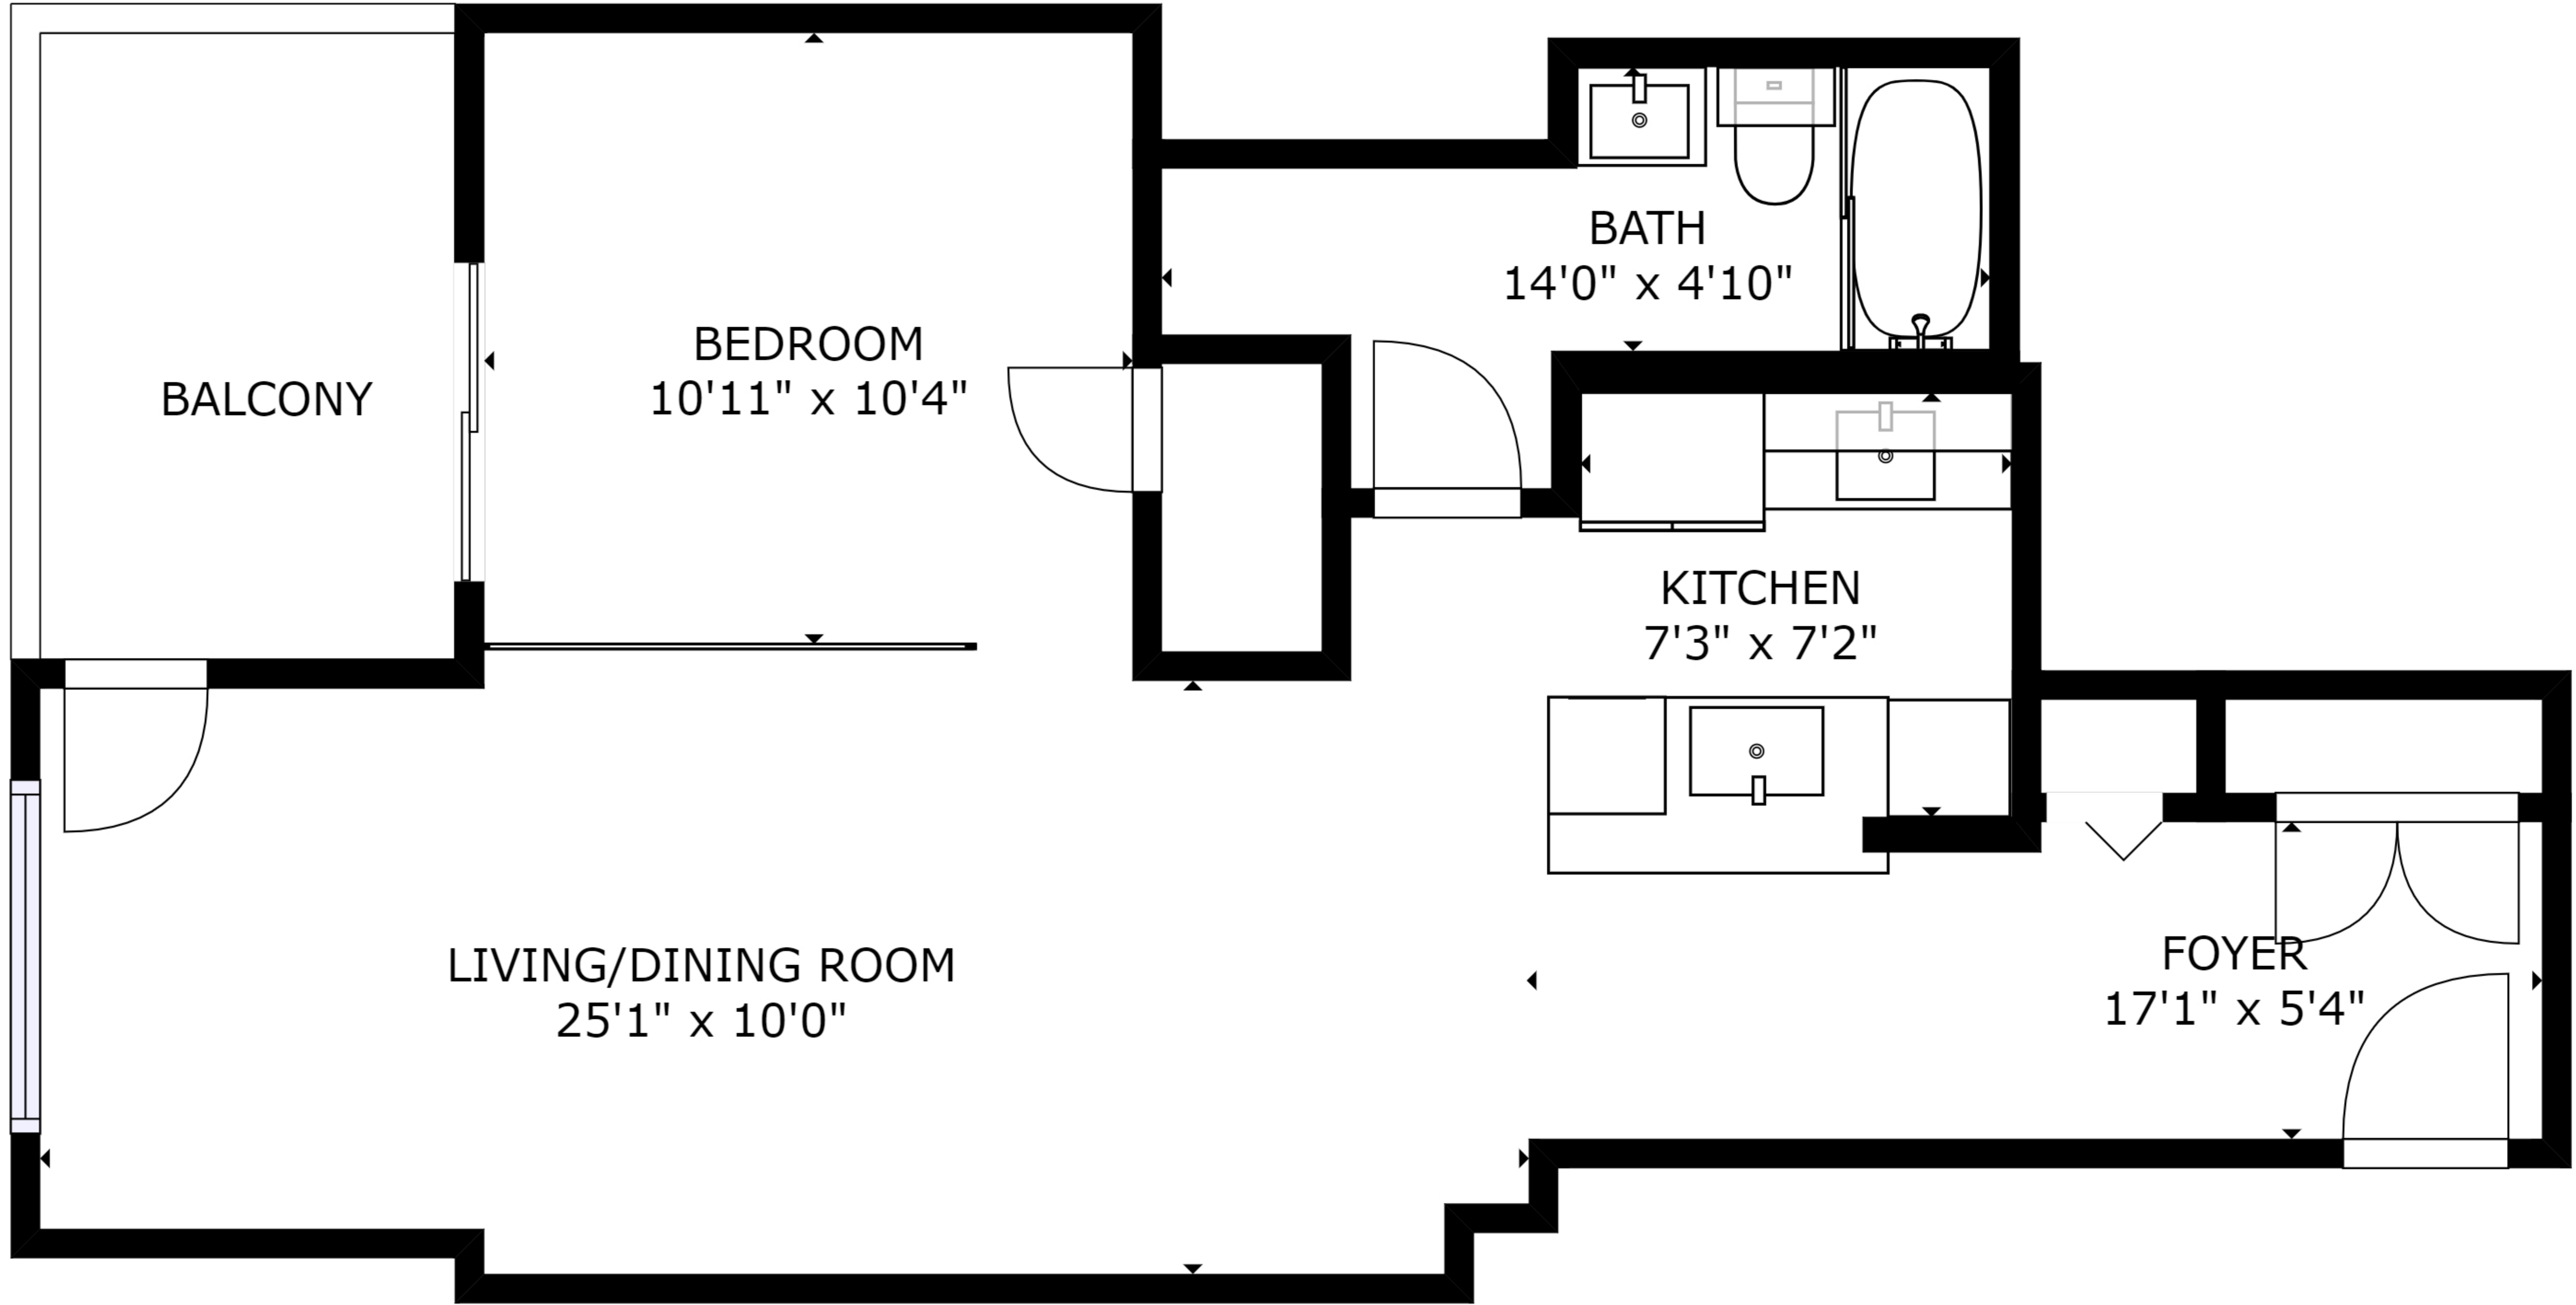 BATH
14'0" x 4'10"
BEDROOM
10'11" x 10'4"
BALCONY
KITCHEN
7'3" x 7'2"
LIVING/DINING ROOM
25'1" x 10'0"
FOYER
17'1" x 5'4"